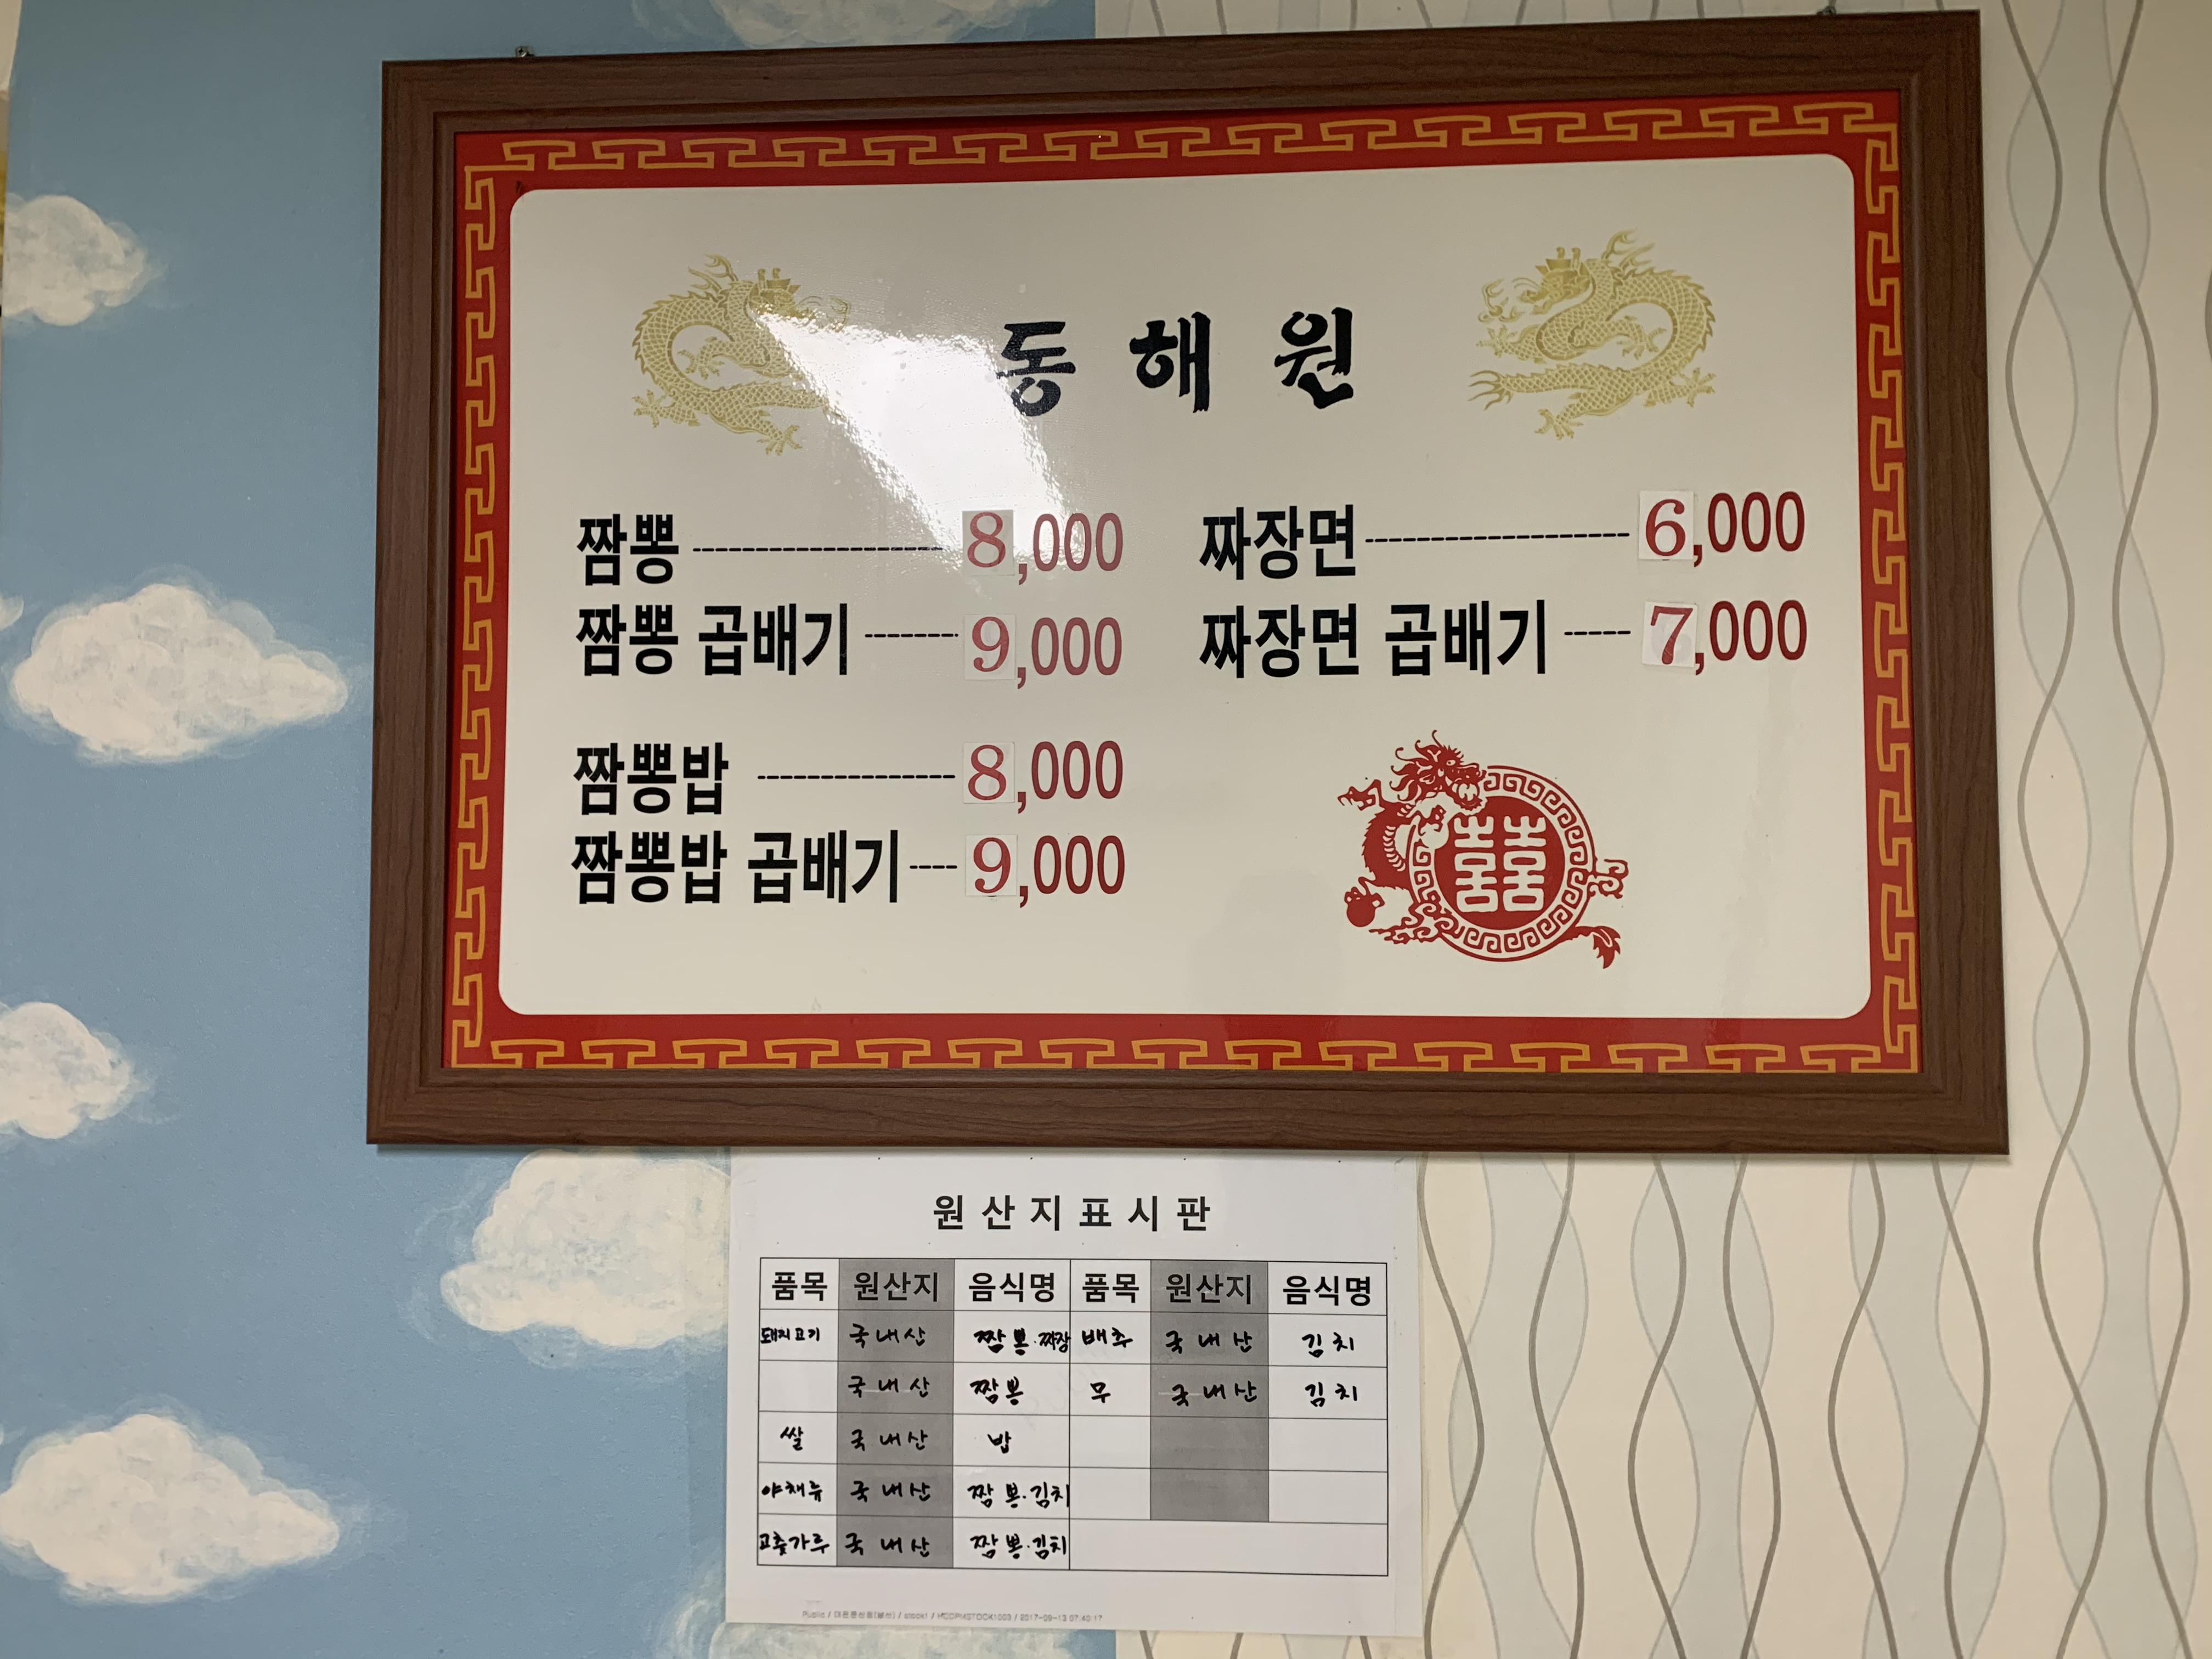 동해원
짬뽕 8,000
짬뽕 곱배기 9,000
짬뽕밥 8,000
짬뽕밥 곱배기 9,000
짜장면 6,000
짜장면 곱배기 7,000
囍
원산지표시판
품목 원산지 음식명 품목 원산지 음식명
돼지고기 국내산 짬뽕·짜장 배추 국내산 김치
국내산 짬뽕 무 국내산 김치
쌀 국내산 밥
야채류 국내산 짬뽕·김치
고춧가루 국내산 짬뽕·김치
2017-09-13 07:40:17